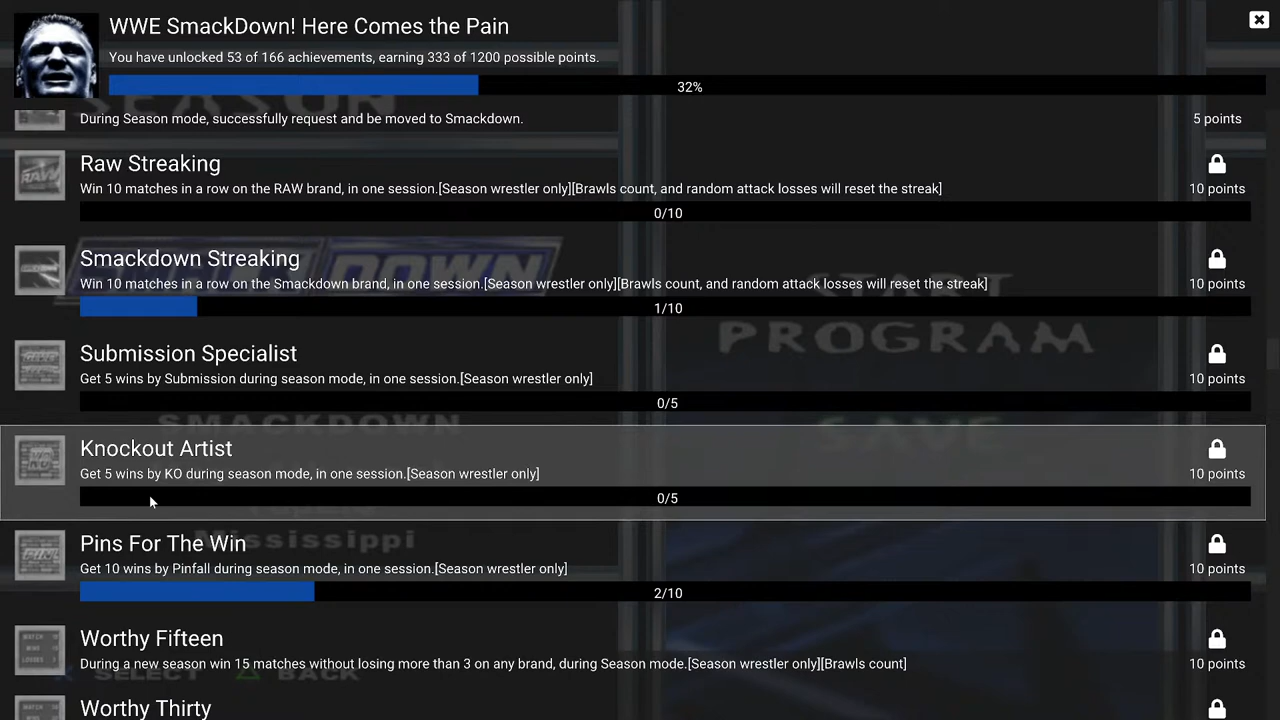 WWE SmackDown! Here Comes the Pain
You have unlocked 53 of 166 achievements, earning 333 of 1200 possible points.
32%
SEASON
During Season mode, successfully request and be moved to Smackdown.
5 points
Raw Streaking
Win 10 matches in a row on the RAW brand, in one session.[Season wrestler only][Brawls count, and random attack losses will reset the streak]
10 points
0/10
Smackdown Streaking
Win 10 matches in a row on the Smackdown brand, in one session.[Season wrestler only][Brawls count, and random attack losses will reset the streak]
10 points
1/10
START
PROGRAM
Submission Specialist
Get 5 wins by Submission during season mode, in one session.[Season wrestler only]
10 points
0/5
SMACKDOWN
SAVE
Knockout Artist
Get 5 wins by KO during season mode, in one session.[Season wrestler only]
10 points
0/5
Mississippi
Pins For The Win
Get 10 wins by Pinfall during season mode, in one session.[Season wrestler only]
10 points
2/10
Worthy Fifteen
During a new season win 15 matches without losing more than 3 on any brand, during Season mode.[Season wrestler only][Brawls count]
10 points
SELECT
BACK
Worthy Thirty